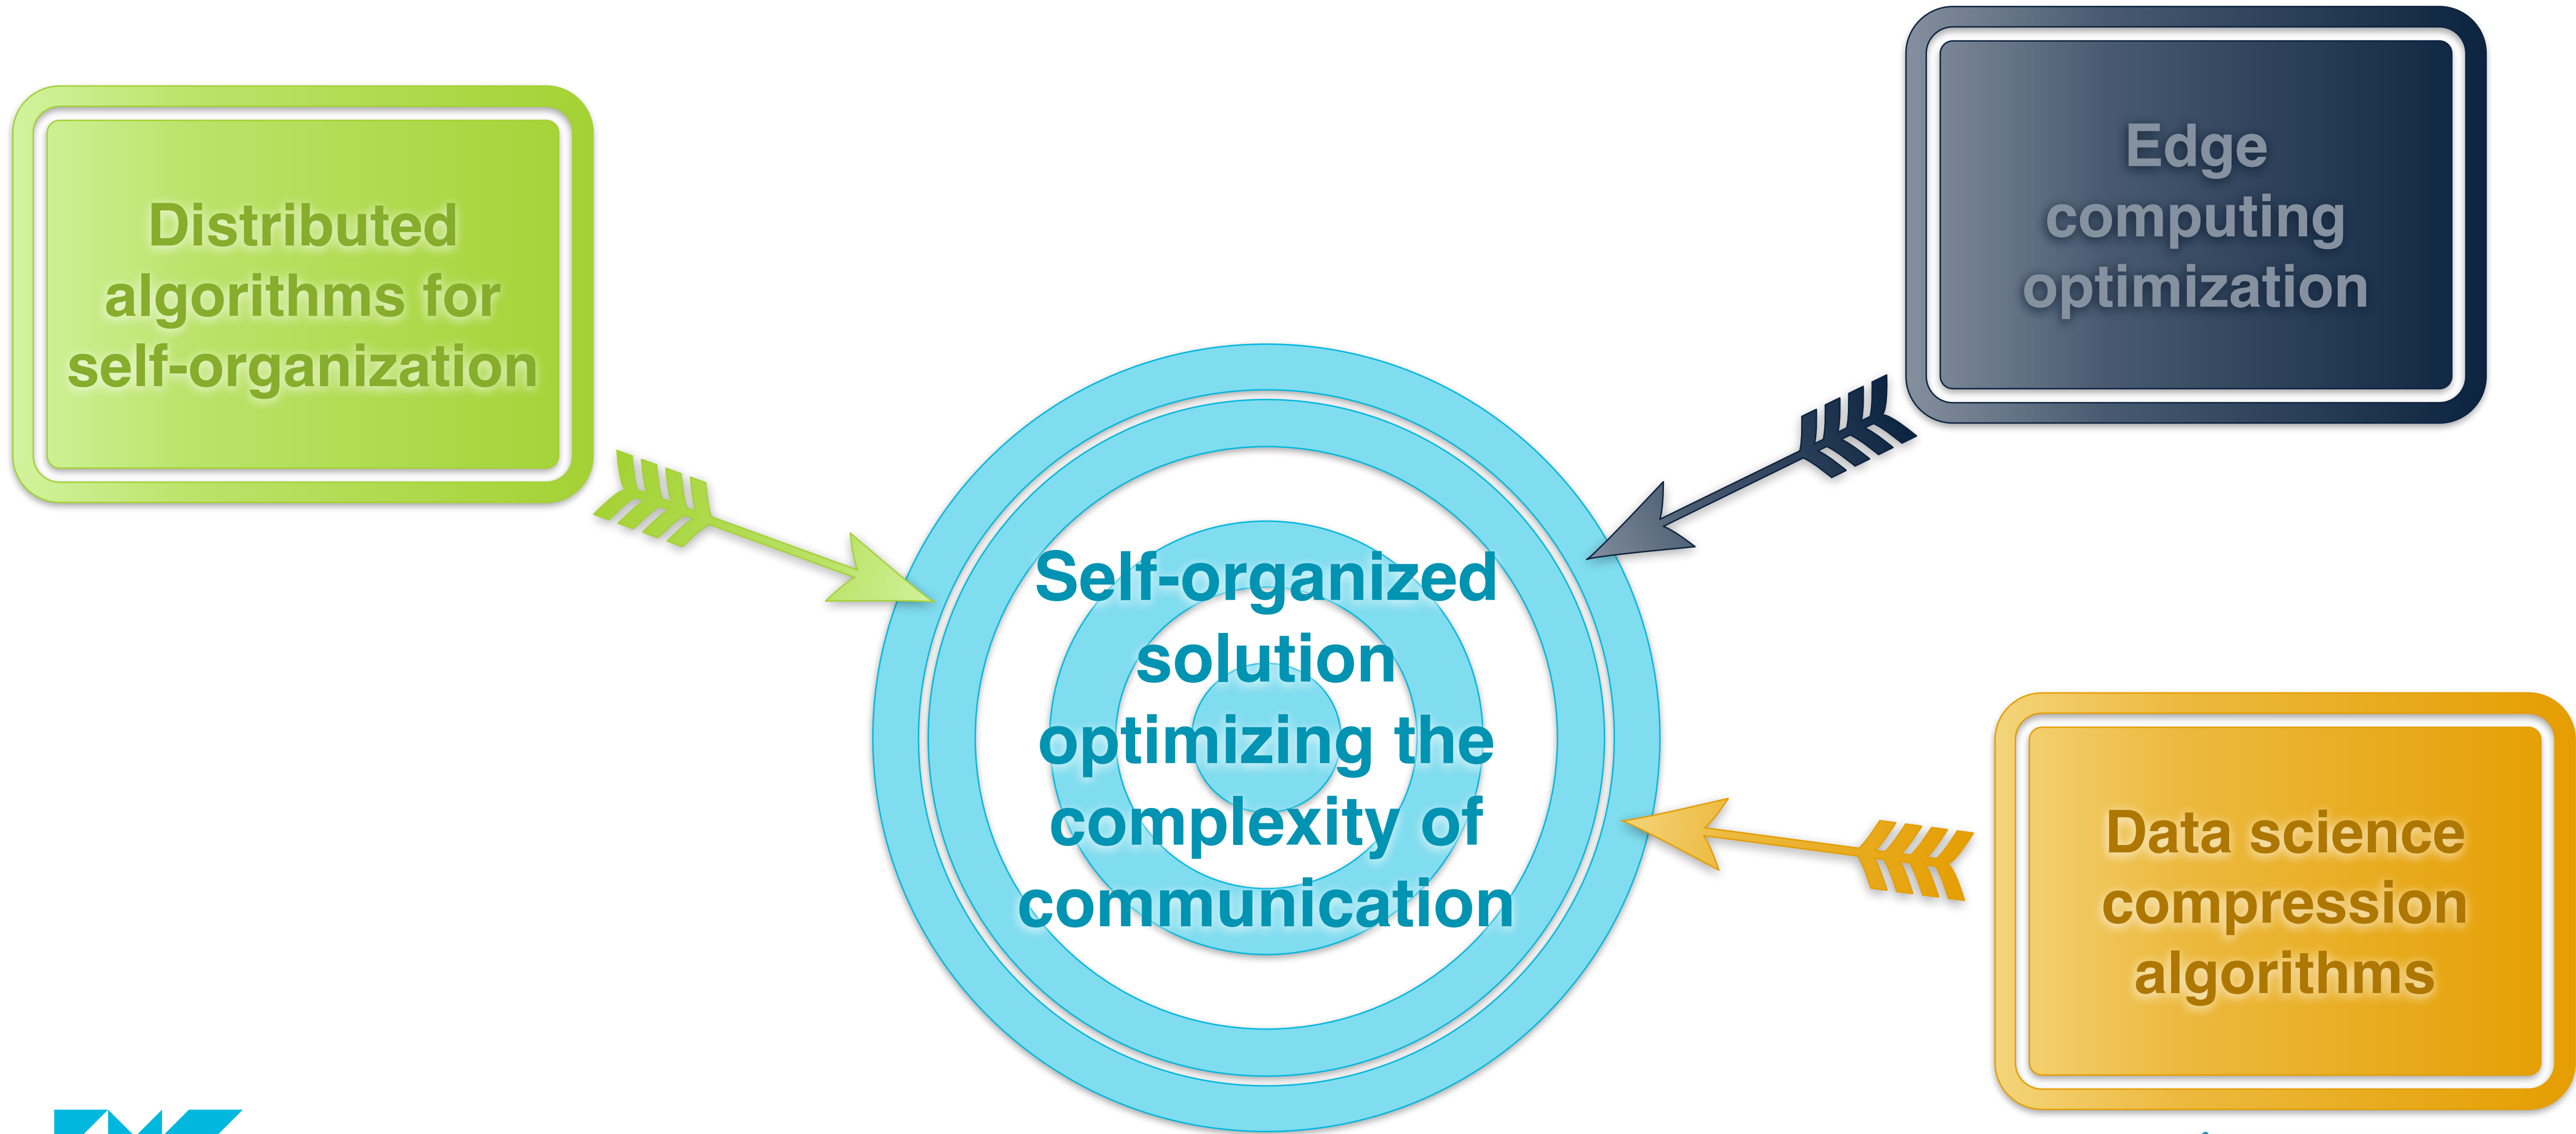 Distributed
algorithms for
self-organization
Edge
computing
optimization
Self-organized
solution
optimizing the
complexity of
communication
Data science
compression
algorithms